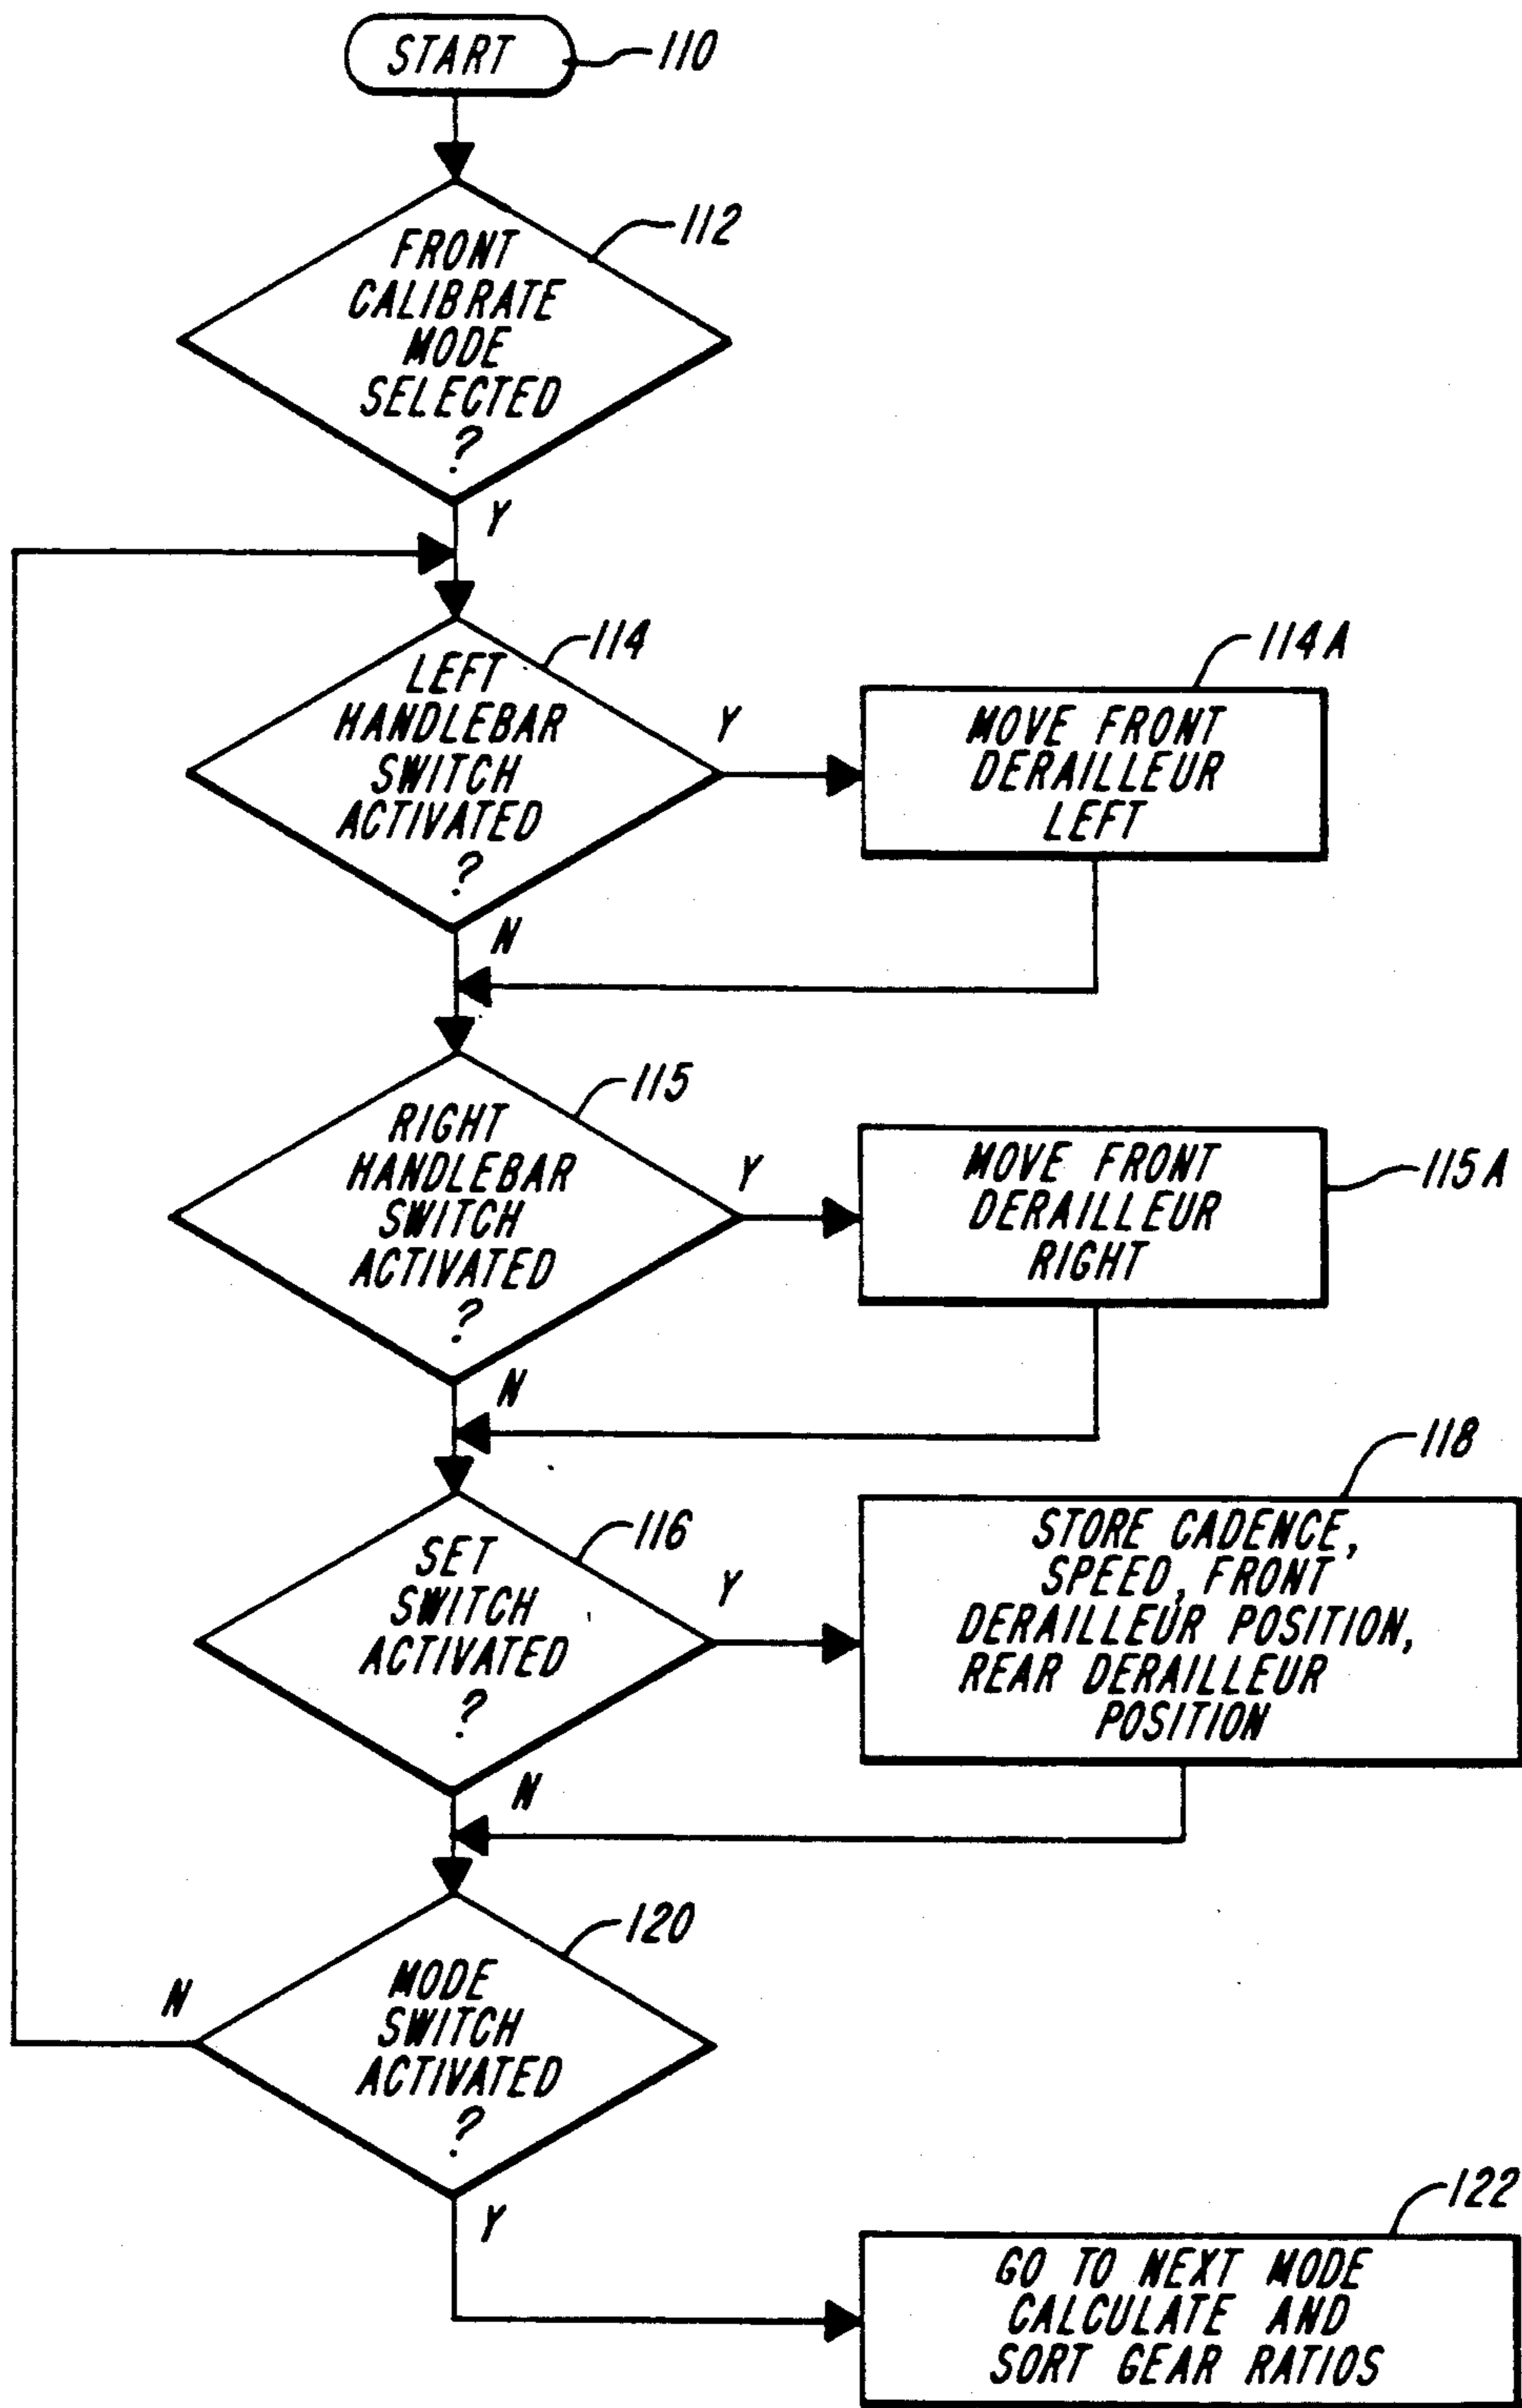 START
110
112
FRONT
CALIBRATE
MODE
SELECTED
?
Y
114
LEFT
HANDLEBAR
SWITCH
ACTIVATED
?
Y
N
114A
MOVE FRONT
DERAILLEUR
LEFT
115
RIGHT
HANDLEBAR
SWITCH
ACTIVATED
?
Y
N
115A
MOVE FRONT
DERAILLEUR
RIGHT
116
SET
SWITCH
ACTIVATED
?
Y
N
118
STORE CADENCE,
SPEED, FRONT
DERAILLEUR POSITION,
REAR DERAILLEUR
POSITION
120
MODE
SWITCH
ACTIVATED
?
N
Y
122
GO TO NEXT MODE
CALCULATE AND
SORT GEAR RATIOS